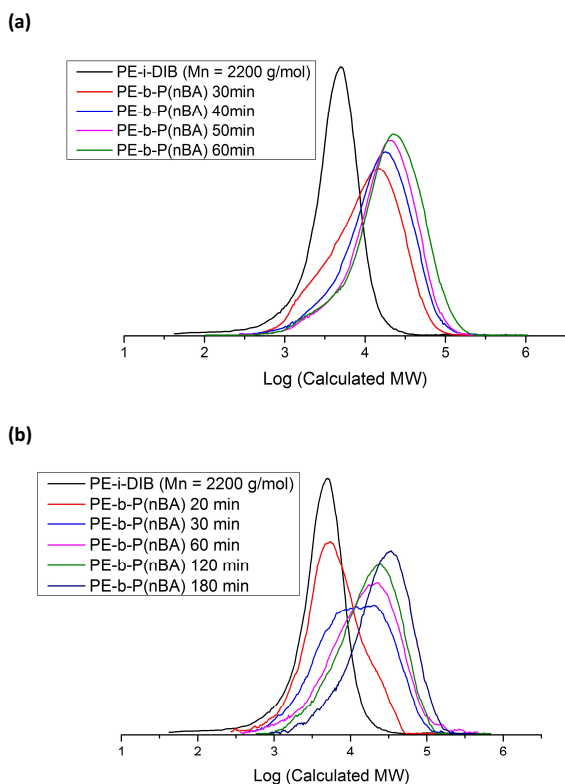 (a)
PE-i-DIB (Mn = 2200 g/mol)
PE-b-P(nBA) 30min
PE-b-P(nBA) 40min
PE-b-P(nBA) 50min
PE-b-P(nBA) 60min
1 2 3 4 5 6
Log (Calculated MW)
(b)
PE-i-DIB (Mn = 2200 g/mol)
PE-b-P(nBA) 20 min
PE-b-P(nBA) 30 min
PE-b-P(nBA) 60 min
PE-b-P(nBA) 120 min
PE-b-P(nBA) 180 min
1 2 3 4 5 6
Log (Calculated MW)